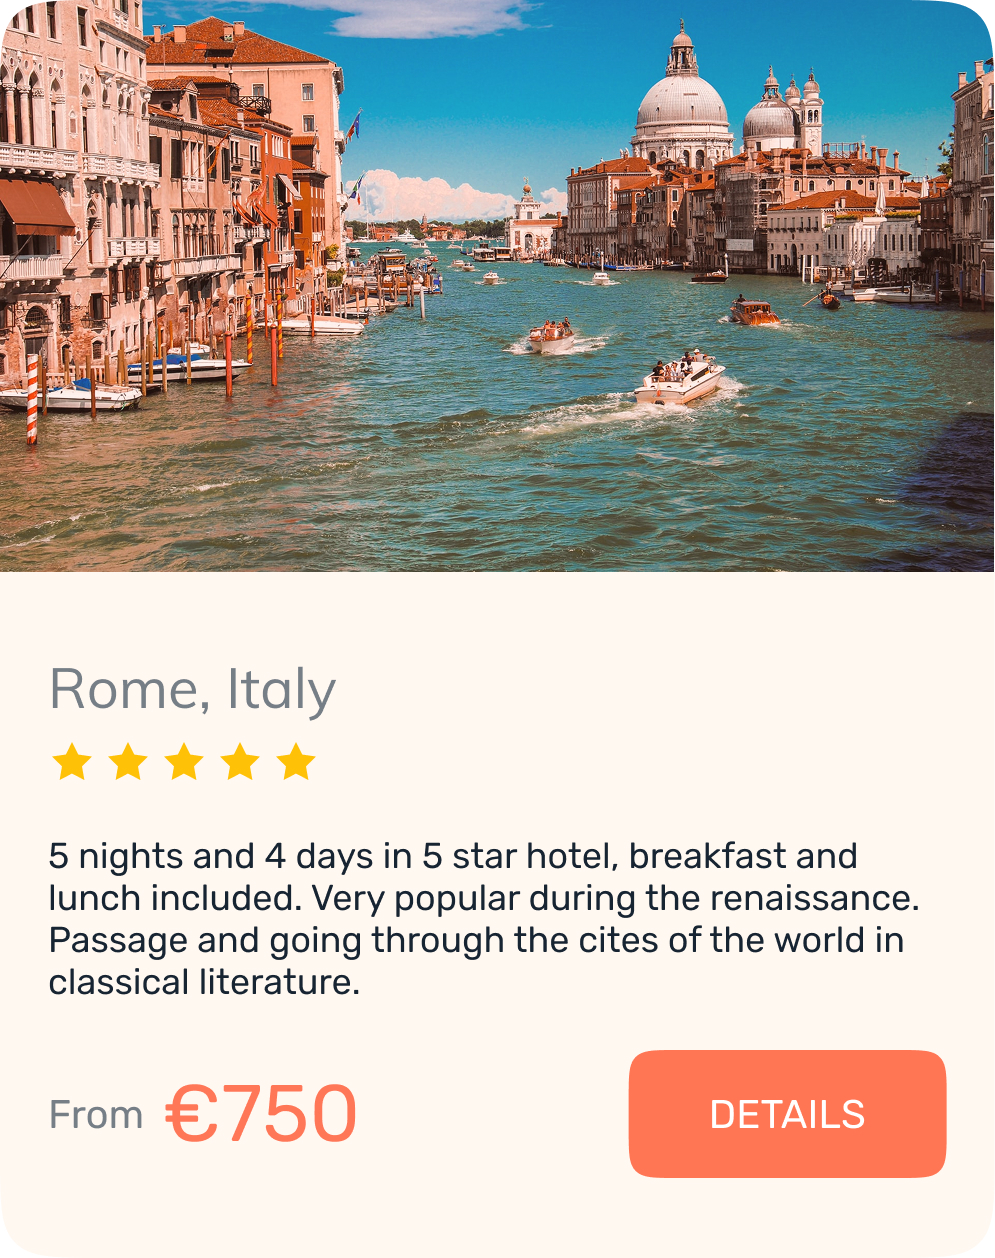 Rome, Italy
5 nights and 4 days in 5 star hotel, breakfast and
lunch included. Very popular during the renaissance.
Passage and going through the cites of the world in
classical literature.
From €750
DETAILS